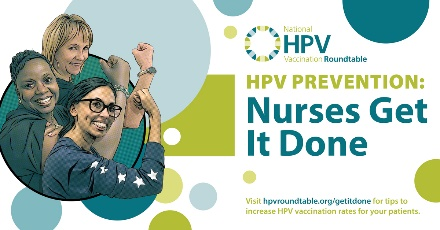 National
HPV
Vaccination Roundtable
HPV PREVENTION:
Nurses Get
It Done
Visit hpvroundtable.org/getitdone for tips to
increase HPV vaccination rates for your patients.